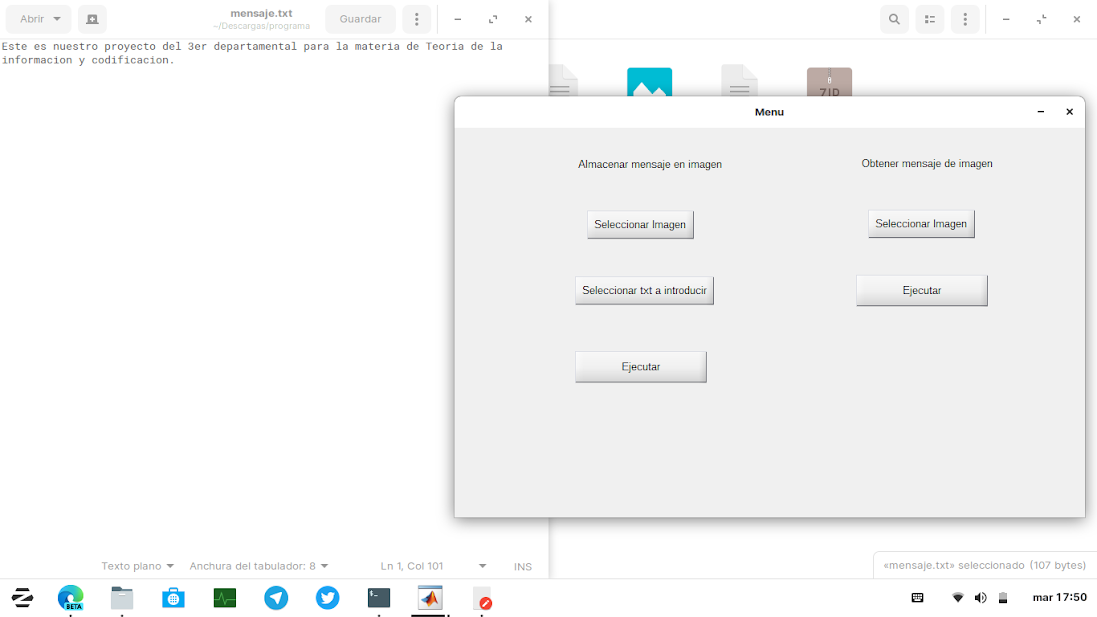 Abrir
mensaje.txt
~/Descargas/programa
Guardar
Este es nuestro proyecto del 3er departamental para la materia de Teoria de la
informacion y codificacion.
ZIP
Menu
Almacenar mensaje en imagen
Obtener mensaje de imagen
Seleccionar Imagen
Seleccionar Imagen
Seleccionar txt a introducir
Ejecutar
Ejecutar
Texto plano
Anchura del tabulador: 8
Ln 1, Col 101
INS
«mensaje.txt» seleccionado (107 bytes)
BETA
mar 17:50